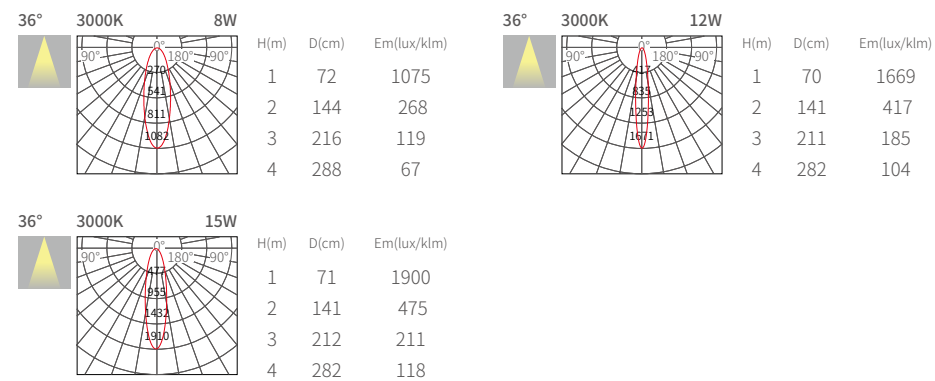 36° 3000K 8W
H(m) D(cm) Em(lux/klm)
0°
90° 180° 90°
270
541
811
1082
1 72 1075
2 144 268
3 216 119
4 288 67
36° 3000K 12W
H(m) D(cm) Em(lux/klm)
0°
90° 180° 90°
417
835
1253
1671
1 70 1669
2 141 417
3 211 185
4 282 104
36° 3000K 15W
H(m) D(cm) Em(lux/klm)
0°
90° 180° 90°
477
955
1432
1910
1 71 1900
2 141 475
3 212 211
4 282 118